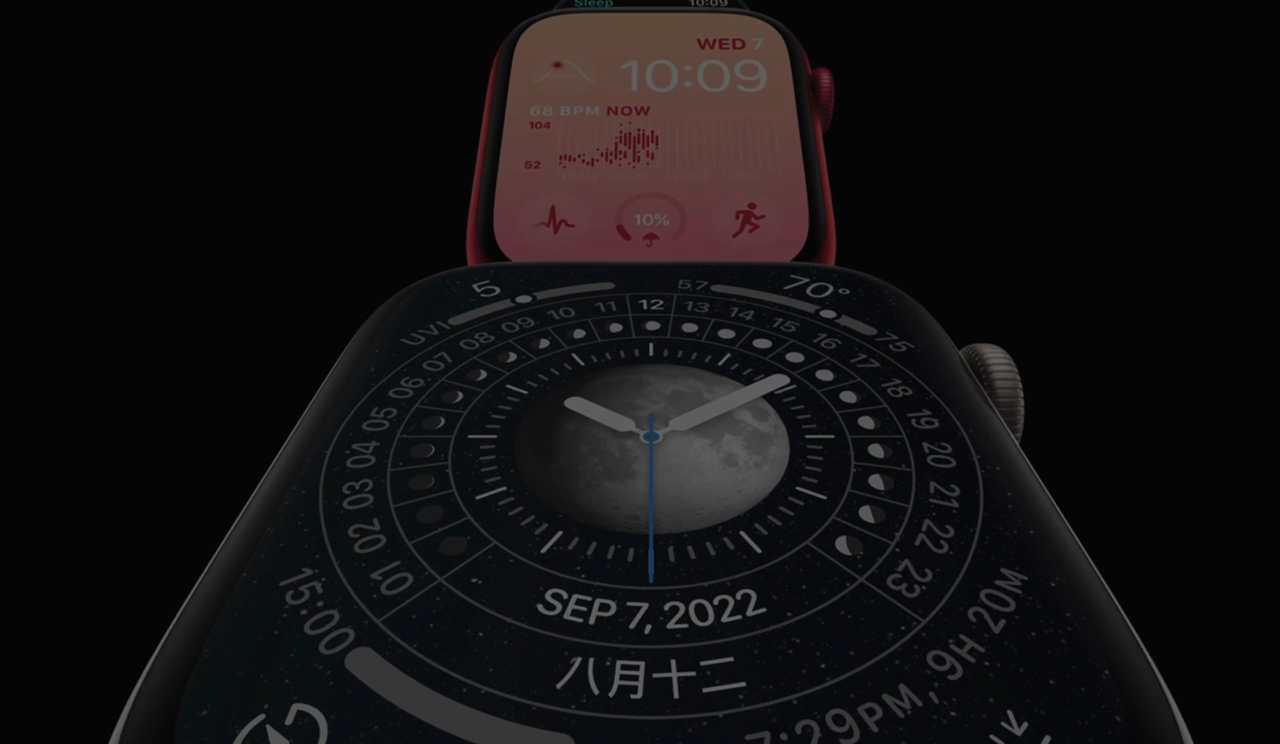 Sleep 10:09
WED 7
10:09
68 BPM NOW
104
52
10%
5
UVI
57 70°
75
01 02 03 04 05 06 07 08 09 10 11 12 13 14 15 16 17 18 19 20 21 22 23
SEP 7, 2022
八月十二
15:00
7:29PM, 9H 20M